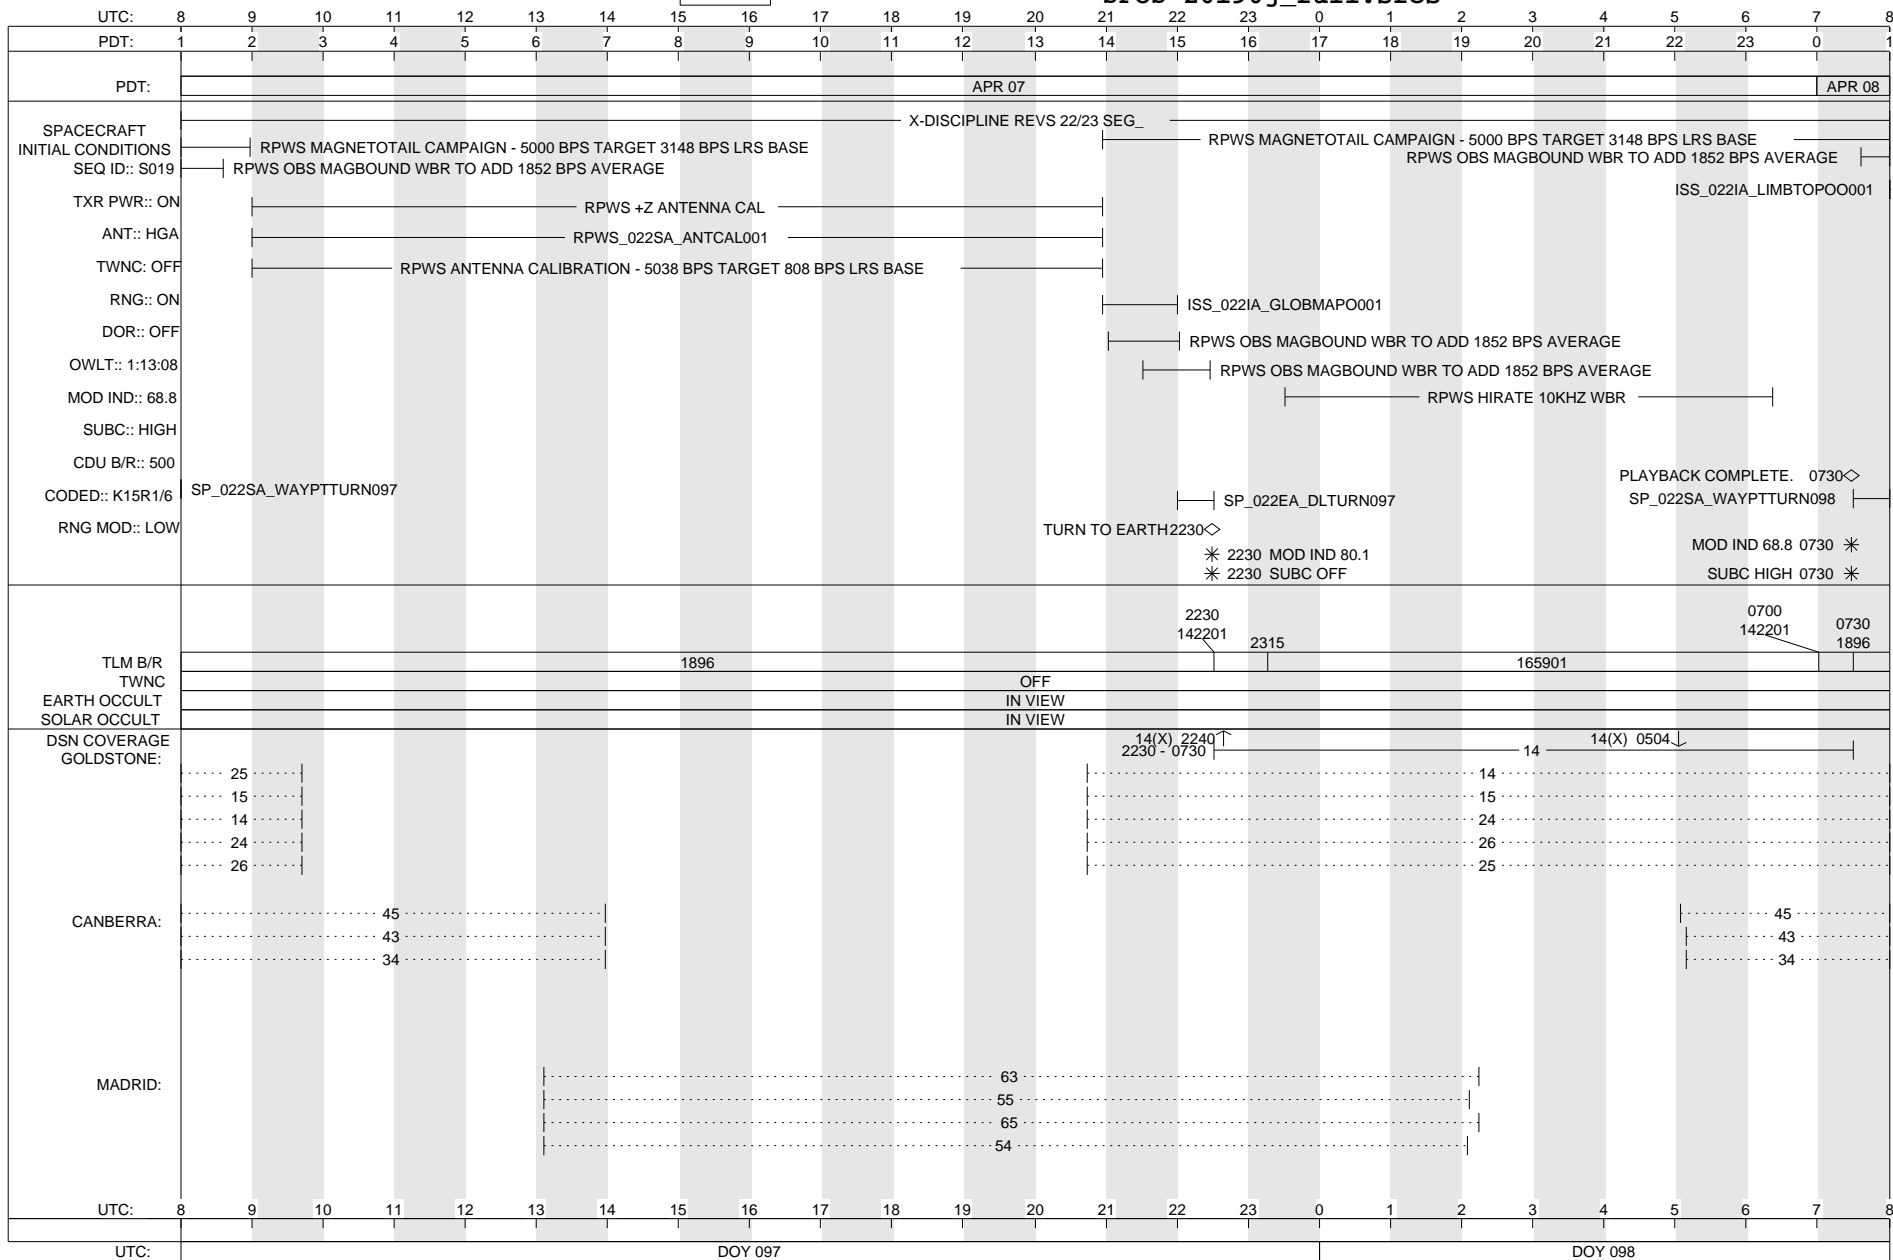 UTC: 8 9 10 11 12 13 14 15 16 17 18 19 20 21 22 23 0 1 2 3 4 5 6 7 8
PDT: 1 2 3 4 5 6 7 8 9 10 11 12 13 14 15 16 17 18 19 20 21 22 23 0 1
PDT: APR 07 APR 08
X-DISCIPLINE REVS 22/23 SEG_
SPACECRAFT
INITIAL CONDITIONS
RPWS MAGNETOTAIL CAMPAIGN - 5000 BPS TARGET 3148 BPS LRS BASE
RPWS MAGNETOTAIL CAMPAIGN - 5000 BPS TARGET 3148 BPS LRS BASE
RPWS OBS MAGBOUND WBR TO ADD 1852 BPS AVERAGE
SEQ ID:: S019 RPWS OBS MAGBOUND WBR TO ADD 1852 BPS AVERAGE
ISS_022IA_LIMBTOPOO001
TXR PWR:: ON RPWS +Z ANTENNA CAL
ANT:: HGA RPWS_022SA_ANTCAL001
TWNC: OFF RPWS ANTENNA CALIBRATION - 5038 BPS TARGET 808 BPS LRS BASE
RNG:: ON ISS_022IA_GLOBMAPO001
DOR:: OFF RPWS OBS MAGBOUND WBR TO ADD 1852 BPS AVERAGE
OWLT:: 1:13:08 RPWS OBS MAGBOUND WBR TO ADD 1852 BPS AVERAGE
MOD IND:: 68.8 RPWS HIRATE 10KHZ WBR
SUBC:: HIGH
CDU B/R:: 500
PLAYBACK COMPLETE. 0730
CODED:: K15R1/6 SP_022SA_WAYPTTURN097 SP_022EA_DLTURN097 SP_022SA_WAYPTTURN098
RNG MOD:: LOW TURN TO EARTH 2230
2230 MOD IND 80.1 MOD IND 68.8 0730
2230 SUBC OFF SUBC HIGH 0730
2230 0700 0730
142201 2315 142201 1896
TLM B/R 1896 165901
TWNC OFF
EARTH OCCULT IN VIEW
SOLAR OCCULT IN VIEW
DSN COVERAGE 14(X) 2240 14(X) 0504
GOLDSTONE: 2230 - 0730 14
25 14
15 15
14 24
24 26
26 25
CANBERRA: 45 45
43 43
34 34
MADRID: 63
55
65
54
UTC: 8 9 10 11 12 13 14 15 16 17 18 19 20 21 22 23 0 1 2 3 4 5 6 7 8
UTC: DOY 097 DOY 098